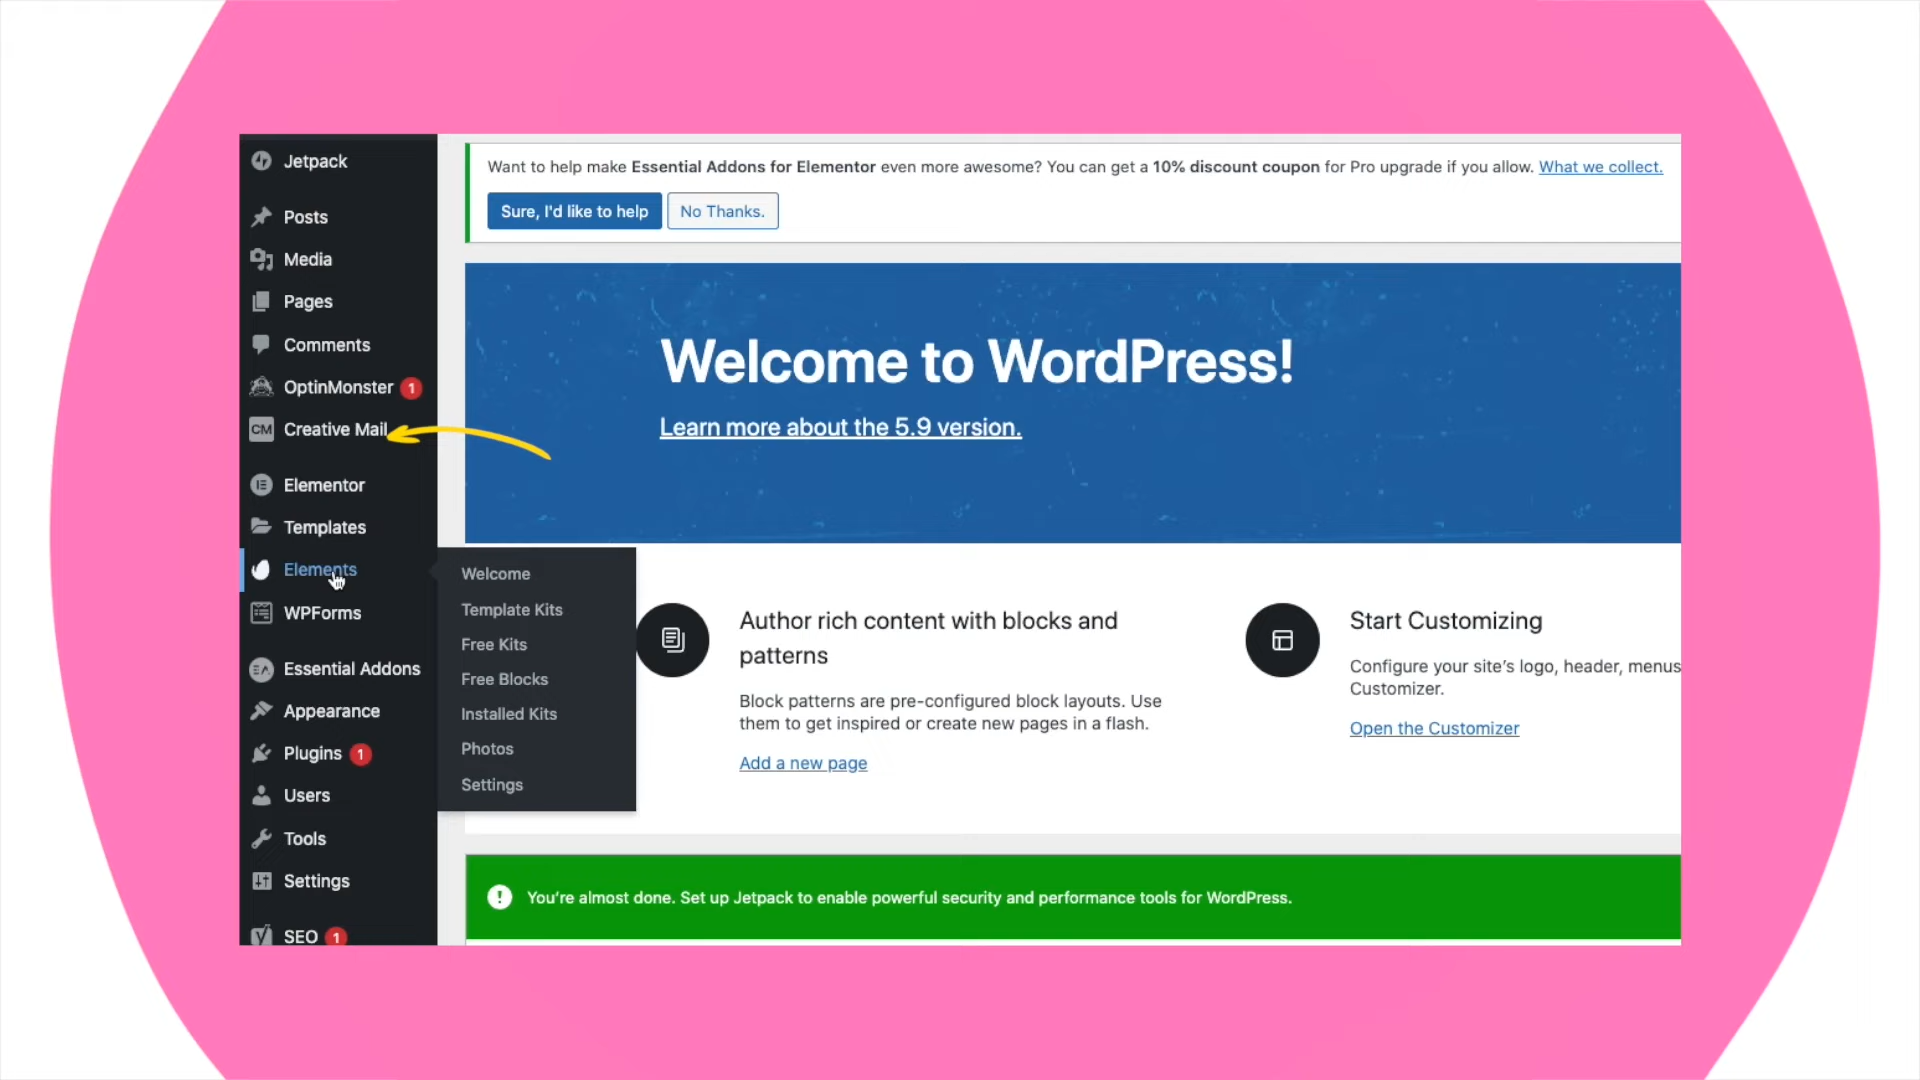 Jetpack
Posts
Media
Pages
Comments
OptinMonster 1
CM Creative Mail
Elementor
Templates
Elements
WPForms
Essential Addons
Appearance
Plugins 1
Users
Tools
Settings
SEO 1
Welcome
Template Kits
Free Kits
Free Blocks
Installed Kits
Photos
Settings
Want to help make Essential Addons for Elementor even more awesome? You can get a 10% discount coupon for Pro upgrade if you allow. What we collect.
Sure, I'd like to help No Thanks.
Welcome to WordPress!
Learn more about the 5.9 version.
Author rich content with blocks and
patterns
Block patterns are pre-configured block layouts. Use
them to get inspired or create new pages in a flash.
Add a new page
Start Customizing
Configure your site's logo, header, menus
Customizer.
Open the Customizer
You're almost done. Set up Jetpack to enable powerful security and performance tools for WordPress.